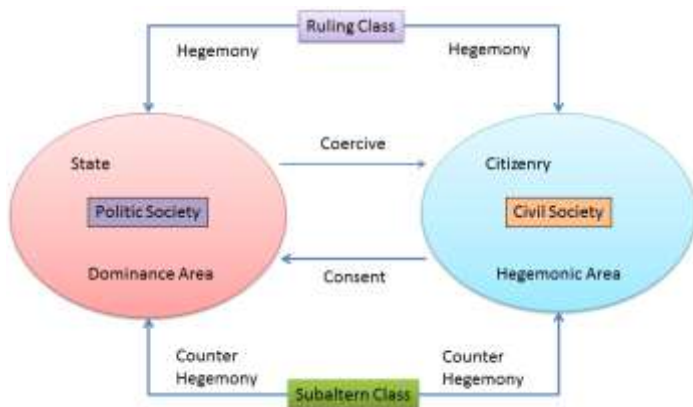 Ruling Class
Hegemony
Hegemony
State
Coercive
Citizenry
Politic Society
Civil Society
Dominance Area
Consent
Hegemonic Area
Counter
Hegemony
Counter
Hegemony
Subaltern Class